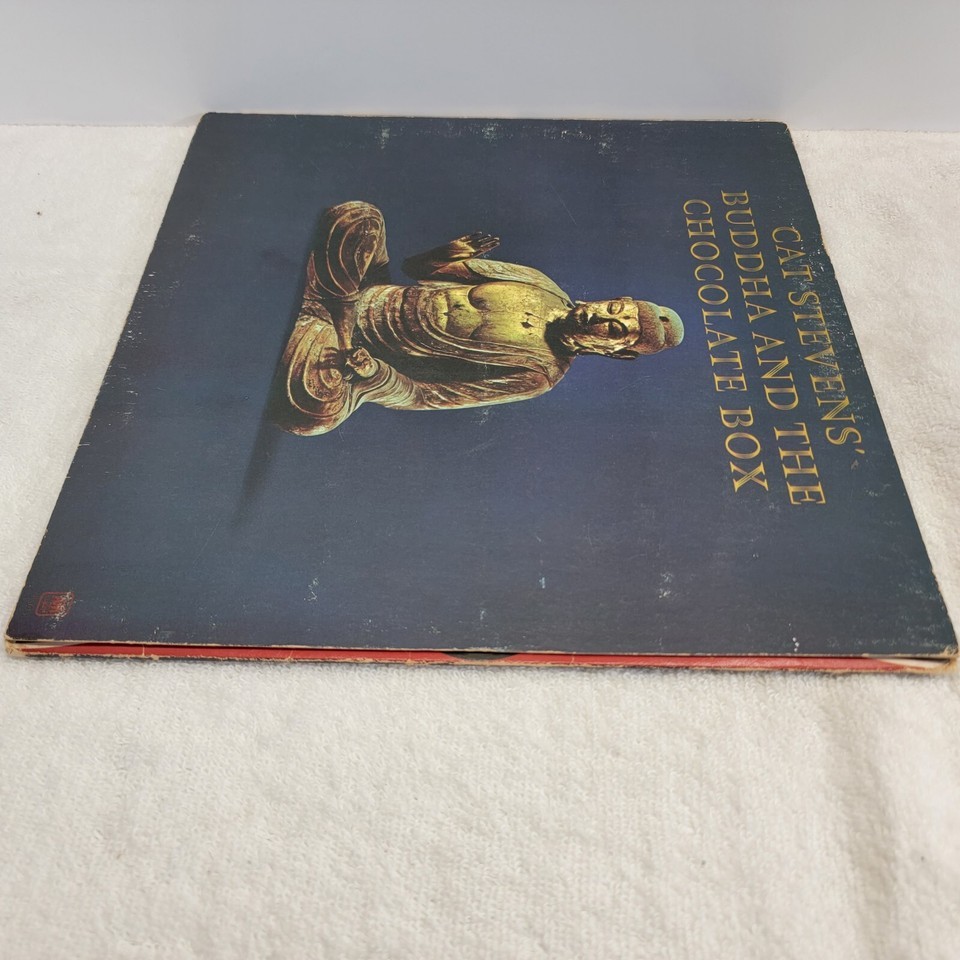 CAT STEVENS'
BUDDHA AND THE
CHOCOLATE BOX